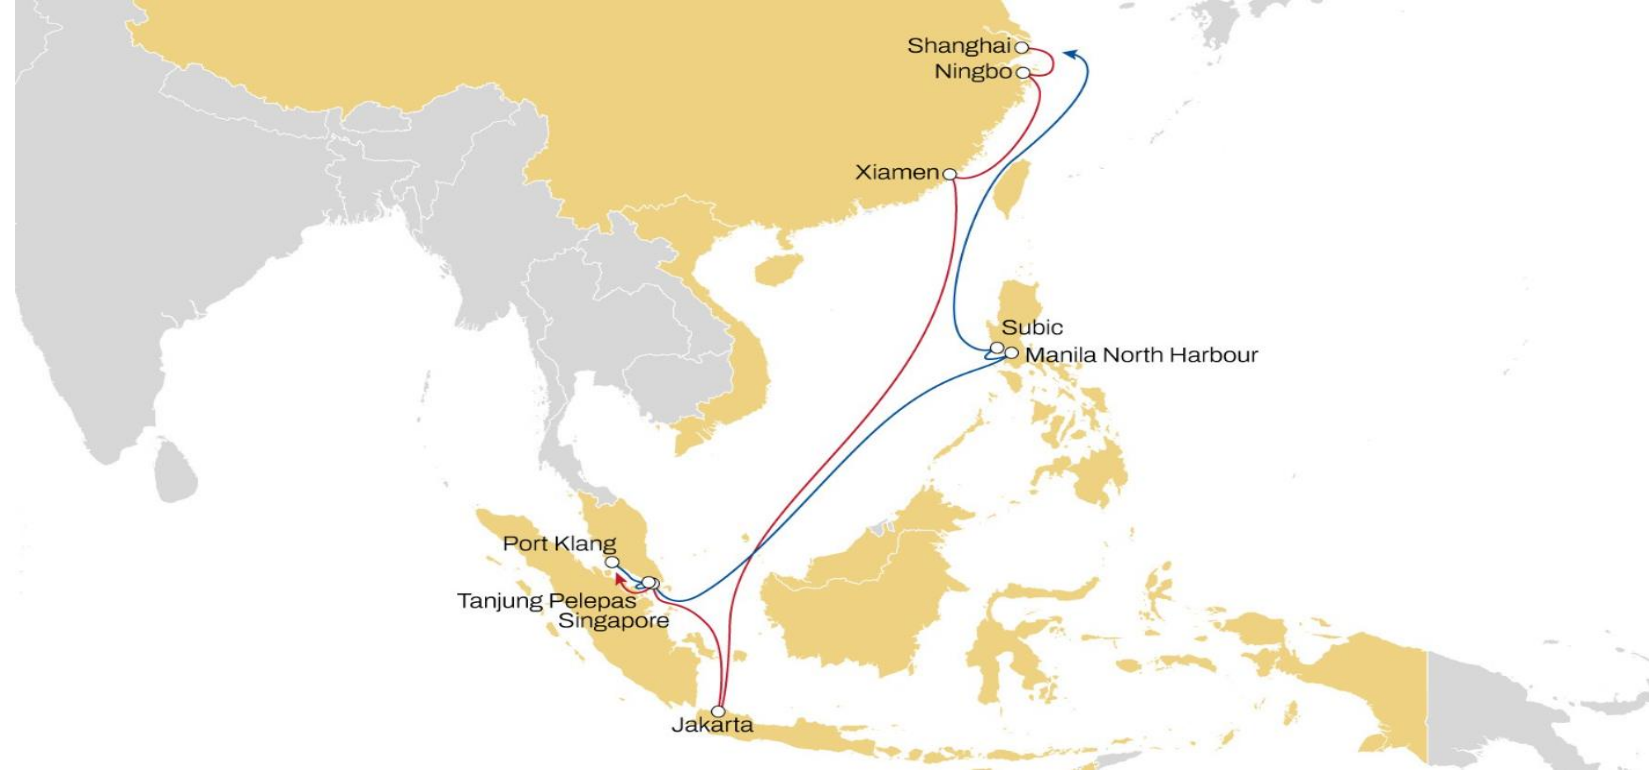 Shanghai
Ningbo
Xiamen
Subic
Manila North Harbour
Port Klang
Tanjung Pelepas
Singapore
Jakarta